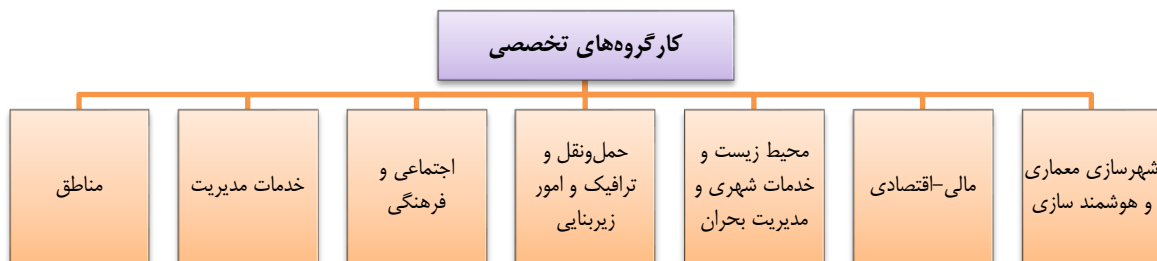 کارگروه‌های تخصصی
شهرسازی معماری
و هوشمند سازی
مالی-اقتصادی
محیط زیست و
خدمات شهری و
مدیریت بحران
حمل‌ونقل و
ترافیک و امور
زیربنایی
اجتماعی و
فرهنگی
خدمات مدیریت
مناطق